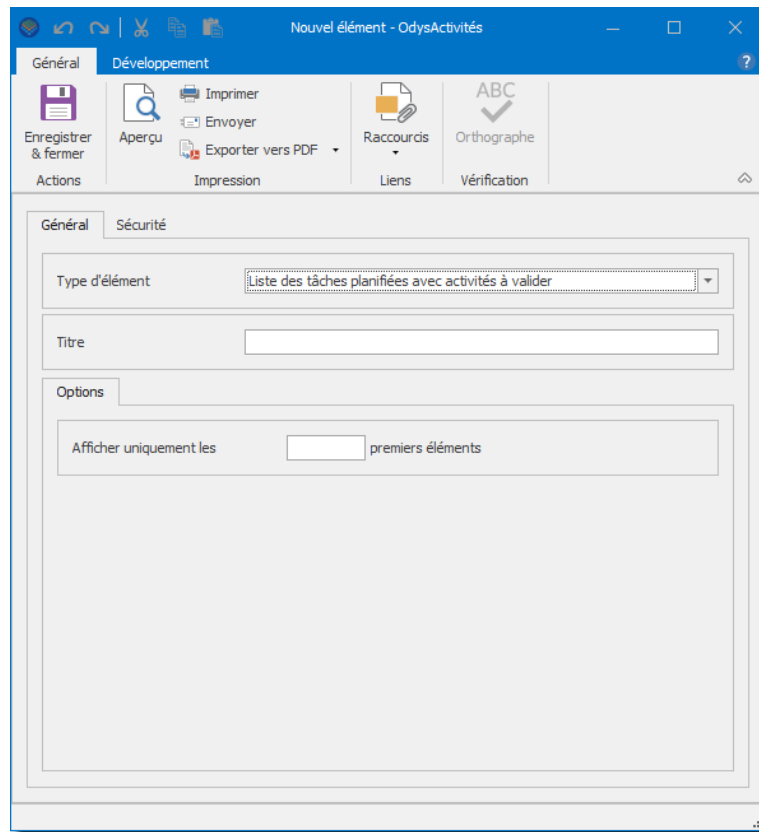 Nouvel élément - OdysActivités
Général Développement
?
Imprimer
Envoyer
Exporter vers PDF
Enregistrer
& fermer
Aperçu
Raccourcis
ABC
Orthographe
Actions Impression Liens Vérification
Général Sécurité
Type d'élément Liste des tâches planifiées avec activités à valider
Titre
Options
Afficher uniquement les premiers éléments